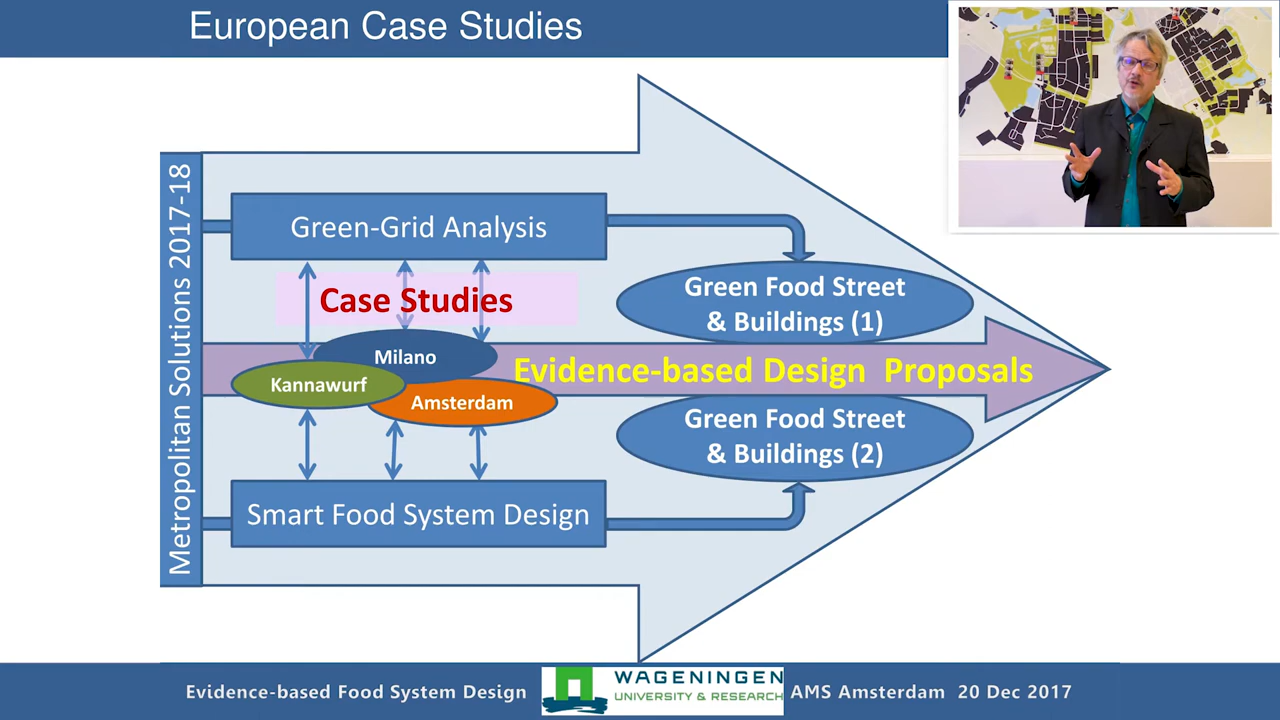 European Case Studies
Metropolitan Solutions 2017-18
Green-Grid Analysis
Case Studies
Milano
Kannawurf
Amsterdam
Smart Food System Design
Green Food Street
& Buildings (1)
Evidence-based Design Proposals
Green Food Street
& Buildings (2)
Evidence-based Food System Design
WAGENINGEN
UNIVERSITY & RESEARCH
AMS Amsterdam 20 Dec 2017